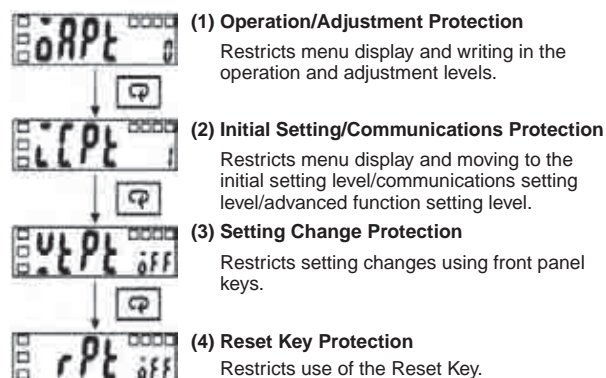 (1) Operation/Adjustment Protection
oAPt 0
Restricts menu display and writing in the
operation and adjustment levels.
(2) Initial Setting/Communications Protection
iCPt 1
Restricts menu display and moving to the
initial setting level/communications setting
level/advanced function setting level.
(3) Setting Change Protection
WtPt oFF
Restricts setting changes using front panel
keys.
(4) Reset Key Protection
rPt oFF
Restricts use of the Reset Key.